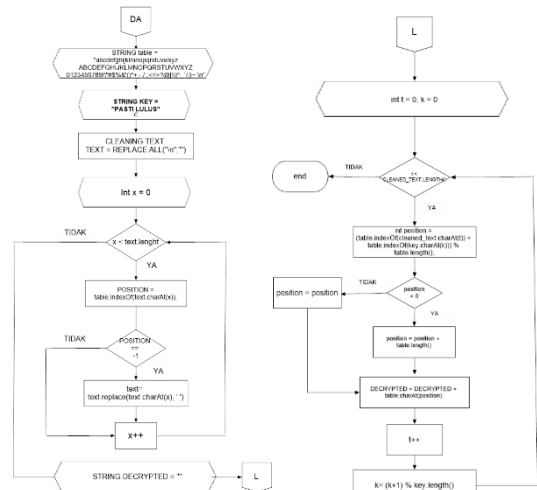 DA
STRING table =
"abcdefghijklmnopqrstuvwxyz
ABCDEFGHIJKLMNOPQRSTUVWXYZ
STRING KEY =
"PASTI LULUS"
CLEANING TEXT
TEXT = REPLACE ALL("\n","")
Int x = 0
TIDAK
x < text.lenght
YA
POSITION =
table.indexOf(text.charAt(x))
TIDAK
POSITION
==
-1
YA
text=
text.replace(text.charAt(x), ' ')
x++
STRING DECRYPTED = ""
L
L
int t = 0, k = 0
TIDAK
t <
CLEANED_TEXT.LENGTH()
end
YA
int position =
(table.indexOf(cleaned_text.charAt(t)) +
table.indexOf(key.charAt(k))) %
table.length();
TIDAK
position
< 0
position = position
YA
position = position +
table.length()
DECRYPTED = DECRYPTED +
table.charAt(position);
t++
k= (k+1) % key.length()